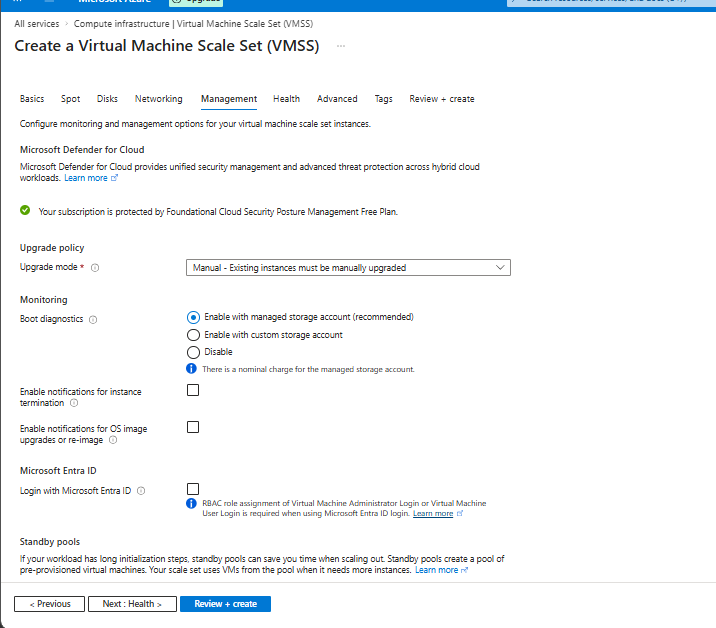 Microsoft Azure
Upgrade
All services > Compute infrastructure | Virtual Machine Scale Set (VMSS)
Create a Virtual Machine Scale Set (VMSS) ...
Basics Spot Disks Networking Management Health Advanced Tags Review + create
Configure monitoring and management options for your virtual machine scale set instances.
Microsoft Defender for Cloud
Microsoft Defender for Cloud provides unified security management and advanced threat protection across hybrid cloud
workloads. Learn more
Your subscription is protected by Foundational Cloud Security Posture Management Free Plan.
Upgrade policy
Upgrade mode *
Manual - Existing instances must be manually upgraded
Monitoring
Boot diagnostics
Enable with managed storage account (recommended)
Enable with custom storage account
Disable
There is a nominal charge for the managed storage account.
Enable notifications for instance
termination
Enable notifications for OS image
upgrades or re-image
Microsoft Entra ID
Login with Microsoft Entra ID
RBAC role assignment of Virtual Machine Administrator Login or Virtual Machine
User Login is required when using Microsoft Entra ID login. Learn more
Standby pools
If your workload has long initialization steps, standby pools can save you time when scaling out. Standby pools create a pool of
pre-provisioned virtual machines. Your scale set uses VMs from the pool when it needs more instances. Learn more
< Previous
Next : Health >
Review + create